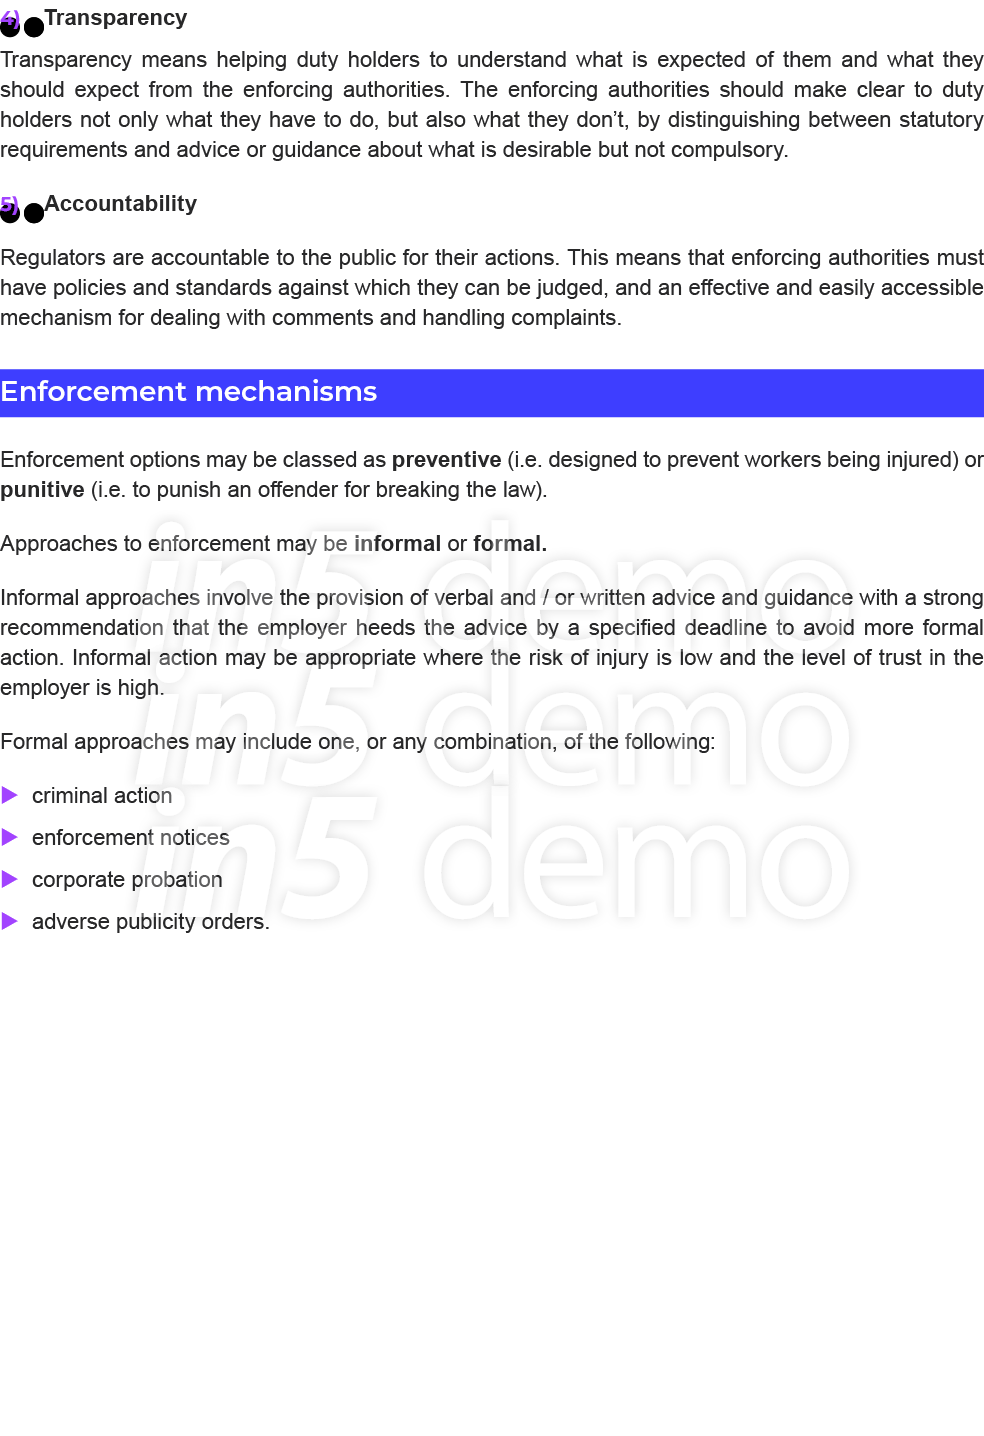 4) Transparency
Transparency means helping duty holders to understand what is expected of them and what they
should expect from the enforcing authorities. The enforcing authorities should make clear to duty
holders not only what they have to do, but also what they don’t, by distinguishing between statutory
requirements and advice or guidance about what is desirable but not compulsory.
5) Accountability
Regulators are accountable to the public for their actions. This means that enforcing authorities must
have policies and standards against which they can be judged, and an effective and easily accessible
mechanism for dealing with comments and handling complaints.
Enforcement mechanisms
Enforcement options may be classed as preventive (i.e. designed to prevent workers being injured) or
punitive (i.e. to punish an offender for breaking the law).
Approaches to enforcement may be informal or formal.
Informal approaches involve the provision of verbal and / or written advice and guidance with a strong
recommendation that the employer heeds the advice by a specified deadline to avoid more formal
action. Informal action may be appropriate where the risk of injury is low and the level of trust in the
employer is high.
Formal approaches may include one, or any combination, of the following:
criminal action
enforcement notices
corporate probation
adverse publicity orders.
in5 demo
in5 demo
in5 demo